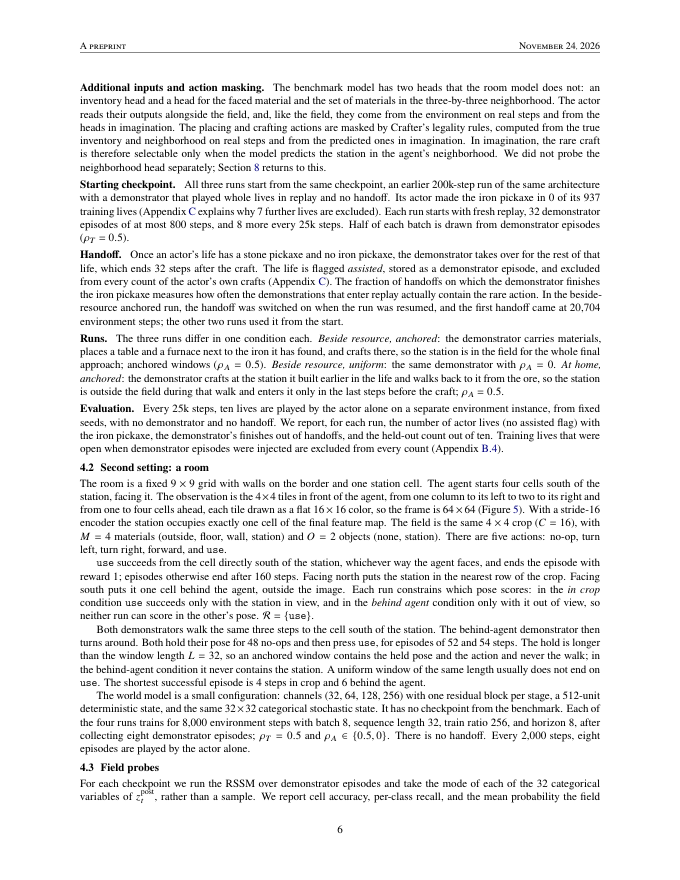 A PREPRINT
NOVEMBER 24, 2026
Additional inputs and action masking. The benchmark model has two heads that the room model does not: an
inventory head and a head for the faced material and the set of materials in the three-by-three neighborhood. The actor
reads their outputs alongside the field, and, like the field, they come from the environment on real steps and from the
heads in imagination. The placing and crafting actions are masked by Crafter's legality rules, computed from the true
inventory and neighborhood on real steps and from the predicted ones in imagination. In imagination, the rare craft
is therefore selectable only when the model predicts the station in the agent's neighborhood. We did not probe the
neighborhood head separately; Section 8 returns to this.
Starting checkpoint. All three runs start from the same checkpoint, an earlier 200k-step run of the same architecture
with a demonstrator that played whole lives in replay and no handoff. Its actor made the iron pickaxe in 0 of its 937
training lives (Appendix C explains why 7 further lives are excluded). Each run starts with fresh replay, 32 demonstrator
episodes of at most 800 steps, and 8 more every 25k steps. Half of each batch is drawn from demonstrator episodes
(ρ_T = 0.5).
Handoff. Once an actor's life has a stone pickaxe and no iron pickaxe, the demonstrator takes over for the rest of that
life, which ends 32 steps after the craft. The life is flagged assisted, stored as a demonstrator episode, and excluded
from every count of the actor's own crafts (Appendix C). The fraction of handoffs on which the demonstrator finishes
the iron pickaxe measures how often the demonstrations that enter replay actually contain the rare action. In the beside-
resource anchored run, the handoff was switched on when the run was resumed, and the first handoff came at 20,704
environment steps; the other two runs used it from the start.
Runs. The three runs differ in one condition each. Beside resource, anchored: the demonstrator carries materials,
places a table and a furnace next to the iron it has found, and crafts there, so the station is in the field for the whole final
approach; anchored windows (ρ_A = 0.5). Beside resource, uniform: the same demonstrator with ρ_A = 0. At home,
anchored: the demonstrator crafts at the station it built earlier in the life and walks back to it from the ore, so the station
is outside the field during that walk and enters it only in the last steps before the craft; ρ_A = 0.5.
Evaluation. Every 25k steps, ten lives are played by the actor alone on a separate environment instance, from fixed
seeds, with no demonstrator and no handoff. We report, for each run, the number of actor lives (no assisted flag) with
the iron pickaxe, the demonstrator's finishes out of handoffs, and the held-out count out of ten. Training lives that were
open when demonstrator episodes were injected are excluded from every count (Appendix B.4).
4.2 Second setting: a room
The room is a fixed 9 × 9 grid with walls on the border and one station cell. The agent starts four cells south of the
station, facing it. The observation is the 4×4 tiles in front of the agent, from one column to its left to two to its right and
from one to four cells ahead, each tile drawn as a flat 16 × 16 color, so the frame is 64 × 64 (Figure 5). With a stride-16
encoder the station occupies exactly one cell of the final feature map. The field is the same 4 × 4 crop (C = 16), with
M = 4 materials (outside, floor, wall, station) and O = 2 objects (none, station). There are five actions: no-op, turn
left, turn right, forward, and use.
use succeeds from the cell directly south of the station, whichever way the agent faces, and ends the episode with
reward 1; episodes otherwise end after 160 steps. Facing north puts the station in the nearest row of the crop. Facing
south puts it one cell behind the agent, outside the image. Each run constrains which pose scores: in the in crop
condition use succeeds only with the station in view, and in the behind agent condition only with it out of view, so
neither run can score in the other's pose. R = {use}.
Both demonstrators walk the same three steps to the cell south of the station. The behind-agent demonstrator then
turns around. Both hold their pose for 48 no-ops and then press use, for episodes of 52 and 54 steps. The hold is longer
than the window length L = 32, so an anchored window contains the held pose and the action and never the walk; in
the behind-agent condition it never contains the station. A uniform window of the same length usually does not end on
use. The shortest successful episode is 4 steps in crop and 6 behind the agent.
The world model is a small configuration: channels (32, 64, 128, 256) with one residual block per stage, a 512-unit
deterministic state, and the same 32×32 categorical stochastic state. It has no checkpoint from the benchmark. Each of
the four runs trains for 8,000 environment steps with batch 8, sequence length 32, train ratio 256, and horizon 8, after
collecting eight demonstrator episodes; ρ_T = 0.5 and ρ_A ∈ {0.5, 0}. There is no handoff. Every 2,000 steps, eight
episodes are played by the actor alone.
4.3 Field probes
For each checkpoint we run the RSSM over demonstrator episodes and take the mode of each of the 32 categorical
variables of z_t^post, rather than a sample. We report cell accuracy, per-class recall, and the mean probability the field
6